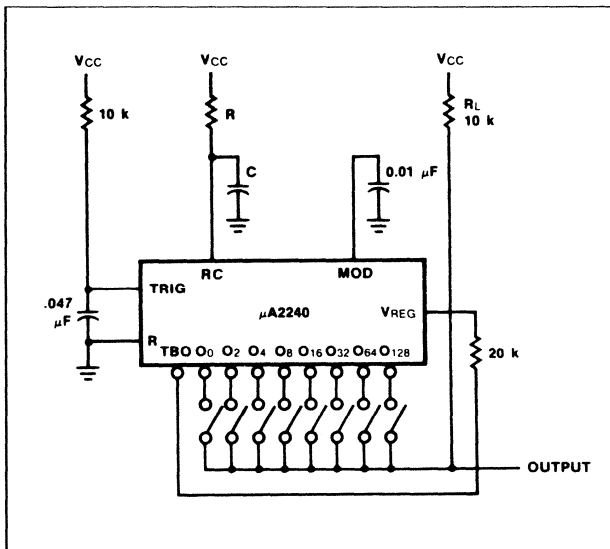 VCC VCC VCC
10 k R RL
10 k
C 0.01 μF
RC MOD
TRIG
.047
μF
μA2240
VREG
R
TBO O0 O2 O4 O8 O16 O32 O64 O128
20 k
OUTPUT